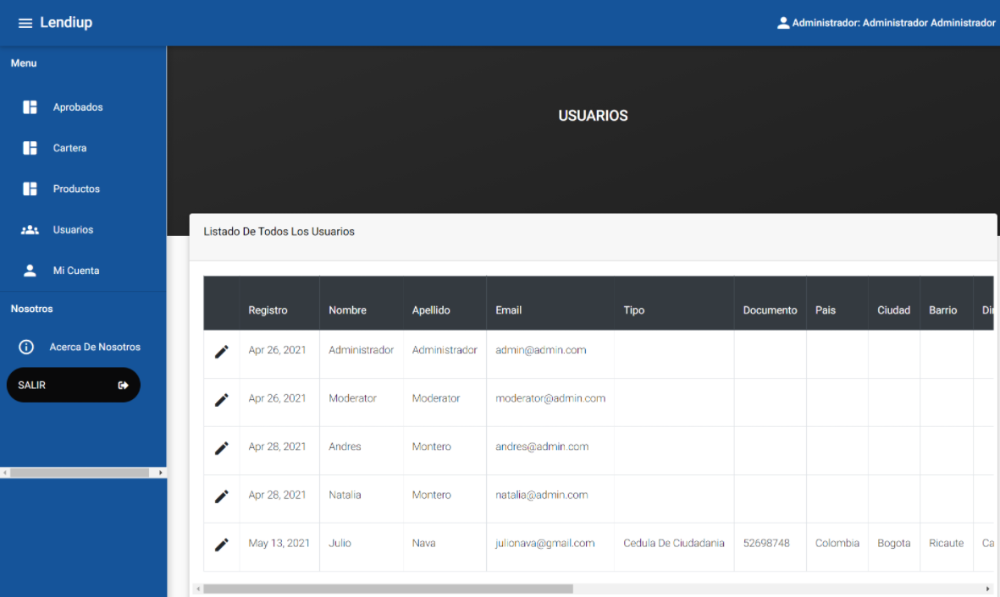 Lendiup
Administrador: Administrador Administrador
Menu
Aprobados
Cartera
Productos
Usuarios
Mi Cuenta
Nosotros
Acerca De Nosotros
SALIR
USUARIOS
Listado De Todos Los Usuarios
Registro Nombre Apellido Email Tipo Documento Pais Ciudad Barrio
Apr 26, 2021 Administrador Administrador admin@admin.com
Apr 26, 2021 Moderator Moderator moderator@admin.com
Apr 28, 2021 Andres Montero andres@admin.com
Apr 28, 2021 Natalia Montero natalia@admin.com
May 13, 2021 Julio Nava julionava@gmail.com Cedula De Ciudadania 52698748 Colombia Bogota Ricaute Ca